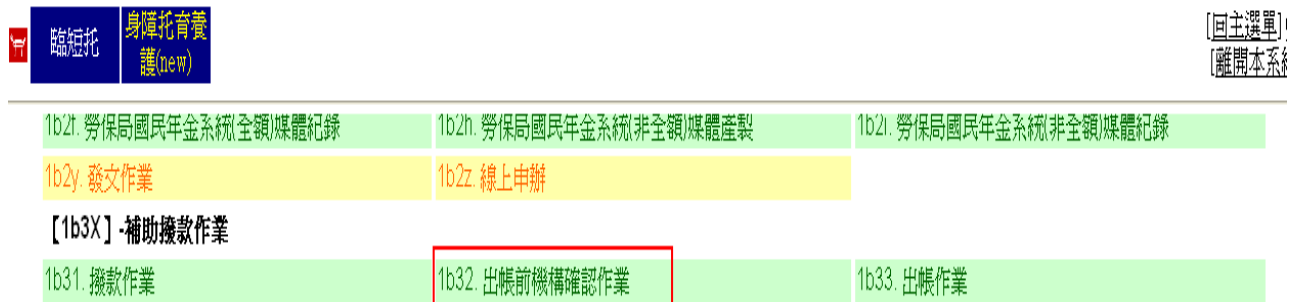 臨短托
身障托育養
護(new)
[回主選單]
[離開本系
1b2f. 勞保局國民年金系統(全額)媒體紀錄
1b2h. 勞保局國民年金系統(非全額)媒體產製
1b2i. 勞保局國民年金系統(非全額)媒體紀錄
1b2y. 發文作業
1b2z. 線上申辦
【1b3X】-補助撥款作業
1b31. 撥款作業
1b32. 出帳前機構確認作業
1b33. 出帳作業